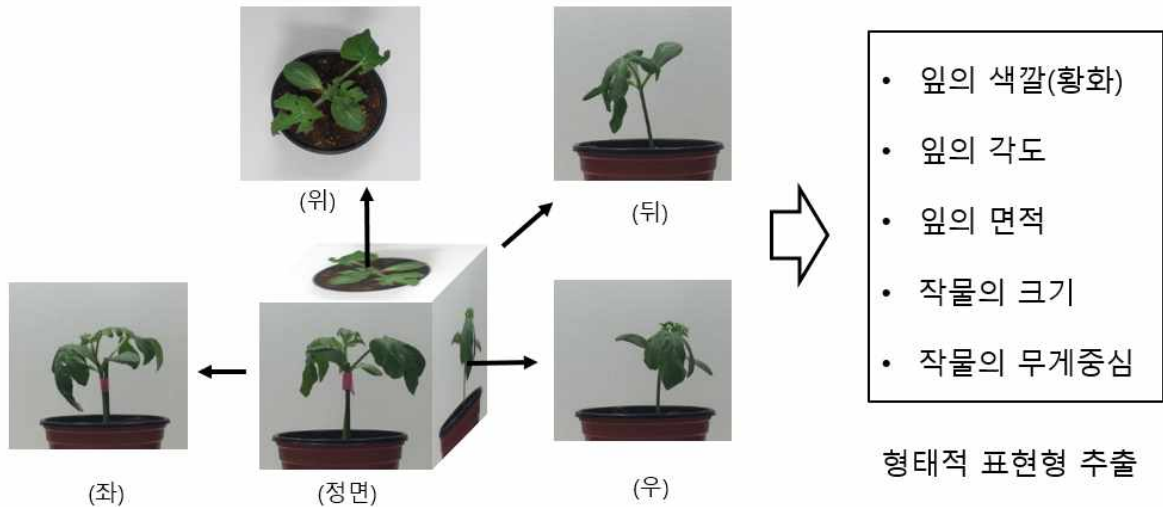 (위)
(뒤)
(좌)
(정면)
(우)
• 잎의 색깔(황화)
• 잎의 각도
• 잎의 면적
• 작물의 크기
• 작물의 무게중심
형태적 표현형 추출